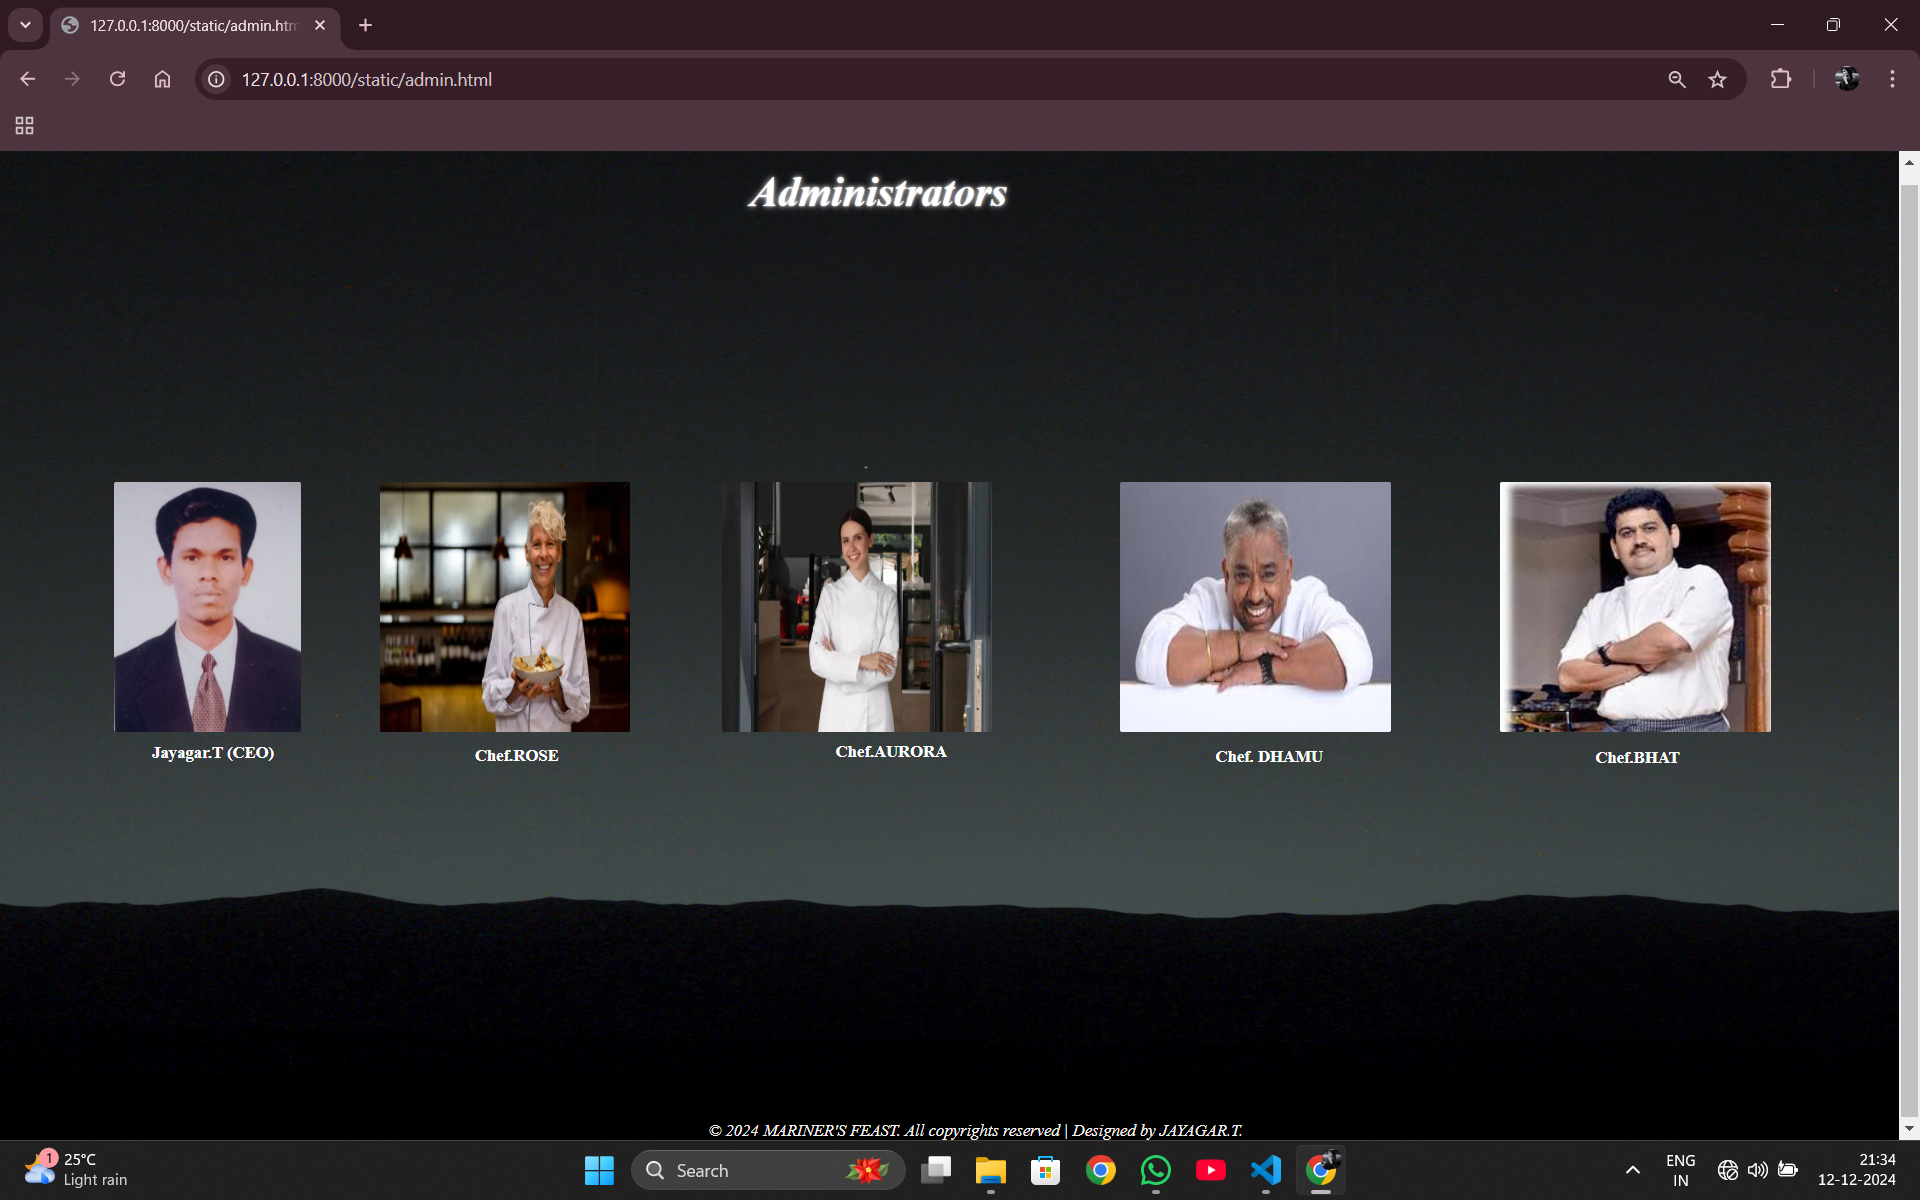 127.0.0.1:8000/static/admin.htm
127.0.0.1:8000/static/admin.html
Administrators
Jayagar.T (CEO)
Chef.ROSE
Chef.AURORA
Chef. DHAMU
Chef.BHAT
© 2024 MARINER'S FEAST. All copyrights reserved | Designed by JAYAGAR.T.
1
25°C
Light rain
Search
ENG
IN
21:34
12-12-2024